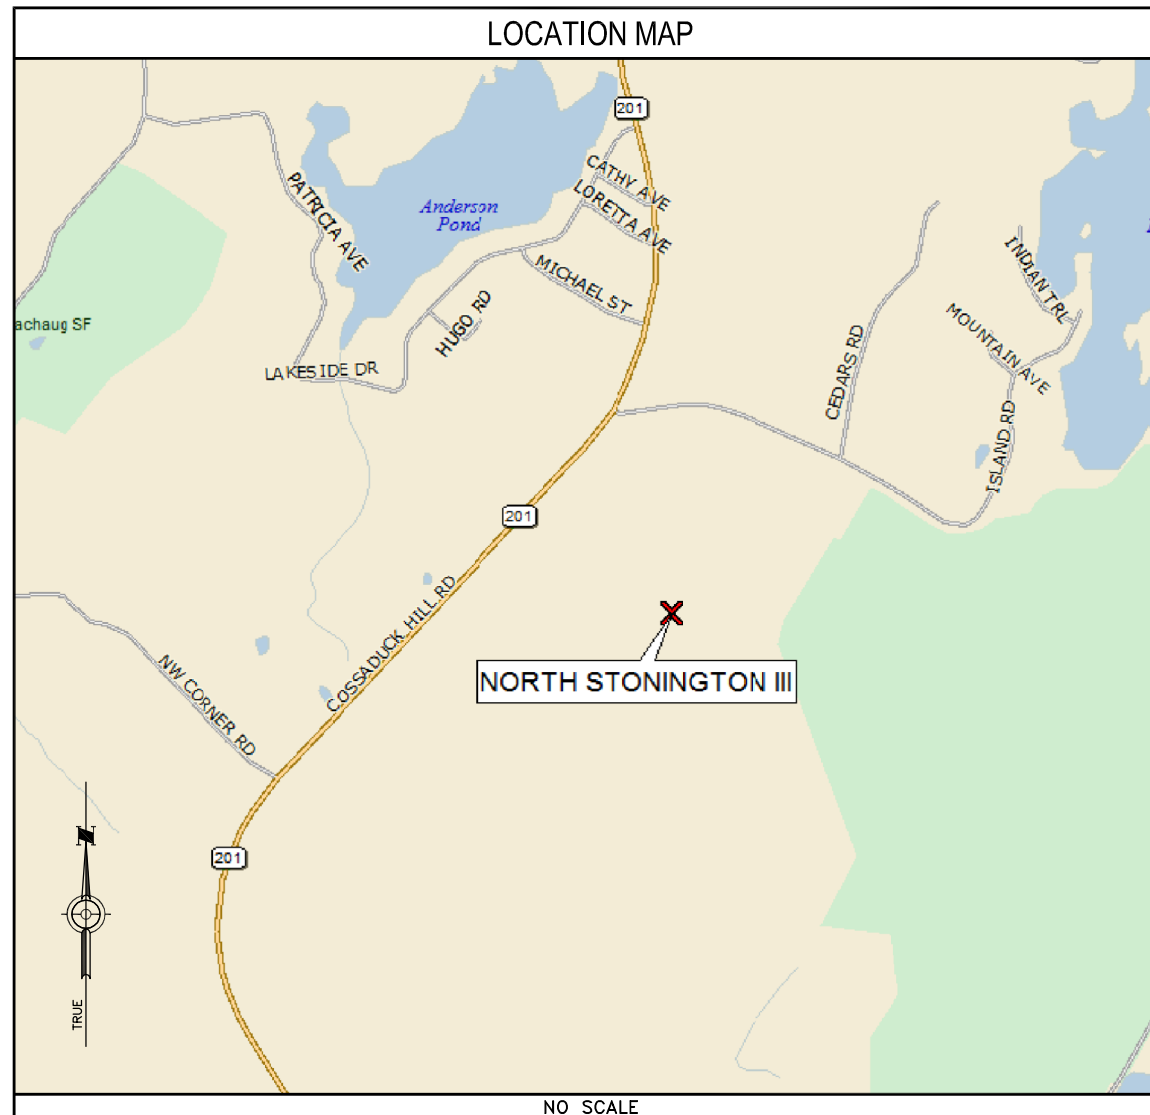 LOCATION MAP
201
CATHY AVE
LORETTA AVE
PATRICIA AVE
Anderson
Pond
MICHAEL ST
HUGO RD
INDIAN TRL
MOUNTAIN AVE
achaug SF
LAKESIDE DR
CEDARS RD
ISLAND RD
201
COSSADUCK HILL RD
NORTH STONINGTON III
NW CORNER RD
201
N
TRUE
NO SCALE